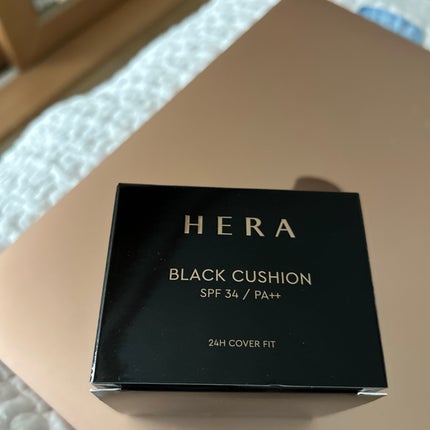 HERA
BLACK CUSHION
SPF 34 / PA++
24H COVER FIT